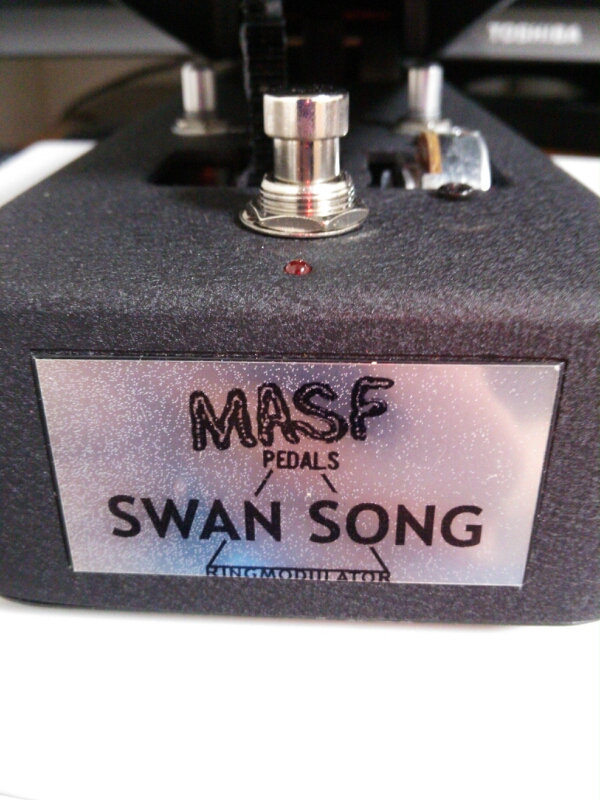 TOSHIBA
MASF
PEDALS
SWAN SONG
RINGMODULATOR